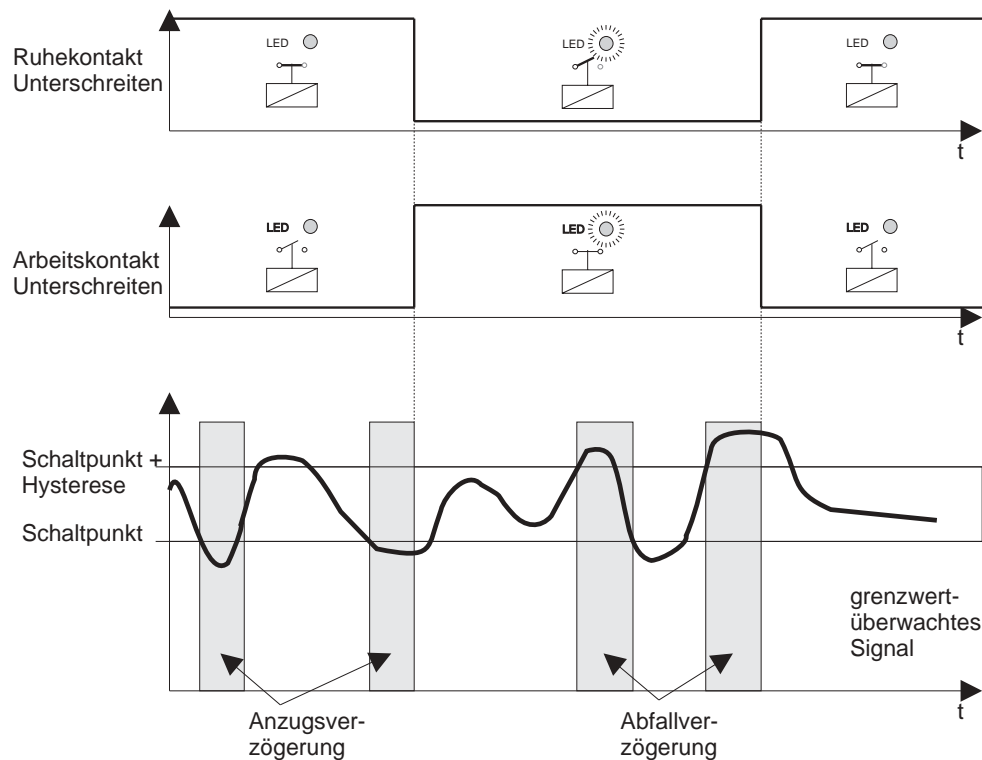 Ruhekontakt
Unterschreiten
LED
LED
LED
t
Arbeitskontakt
Unterschreiten
LED
LED
LED
t
Schaltpunkt +
Hysterese
Schaltpunkt
grenzwert-
überwachtes
Signal
t
Anzugsver-
zögerung
Abfallver-
zögerung